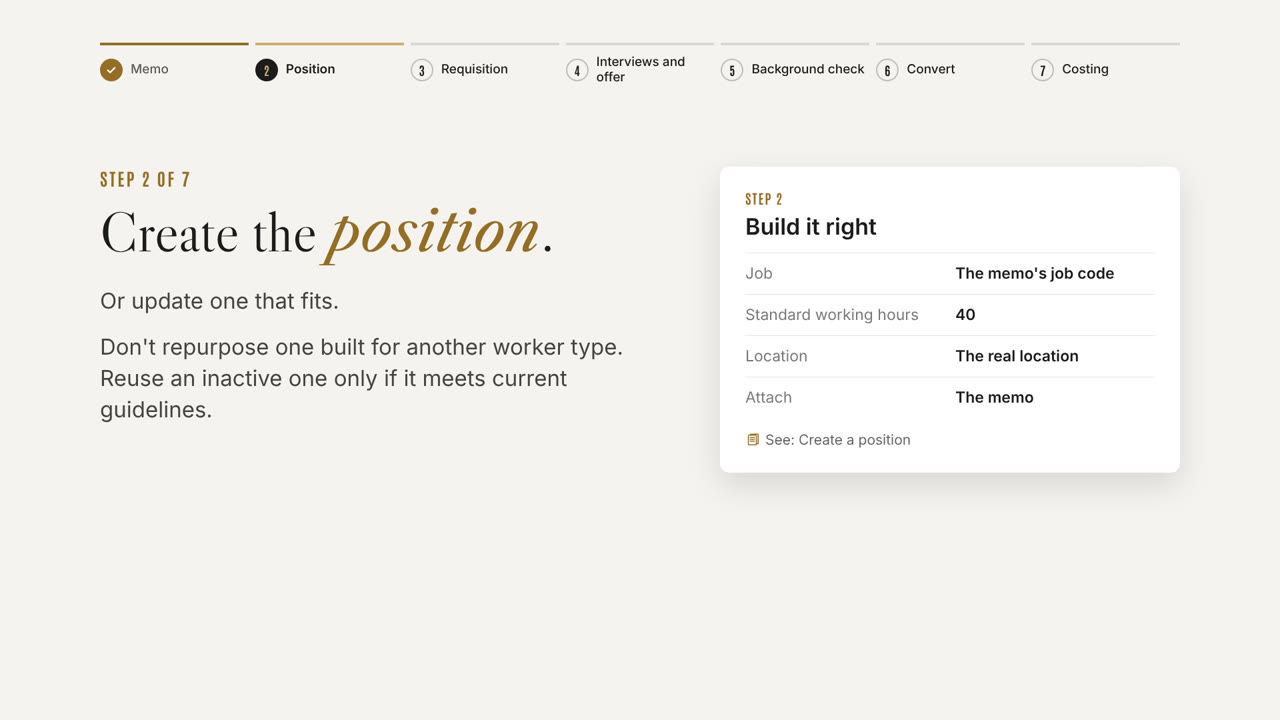 Memo
2 Position
3 Requisition
4 Interviews and
offer
5 Background check
6 Convert
7 Costing
STEP 2 OF 7
Create the position.
Or update one that fits.
Don't repurpose one built for another worker type.
Reuse an inactive one only if it meets current
guidelines.
STEP 2
Build it right
Job The memo's job code
Standard working hours 40
Location The real location
Attach The memo
See: Create a position